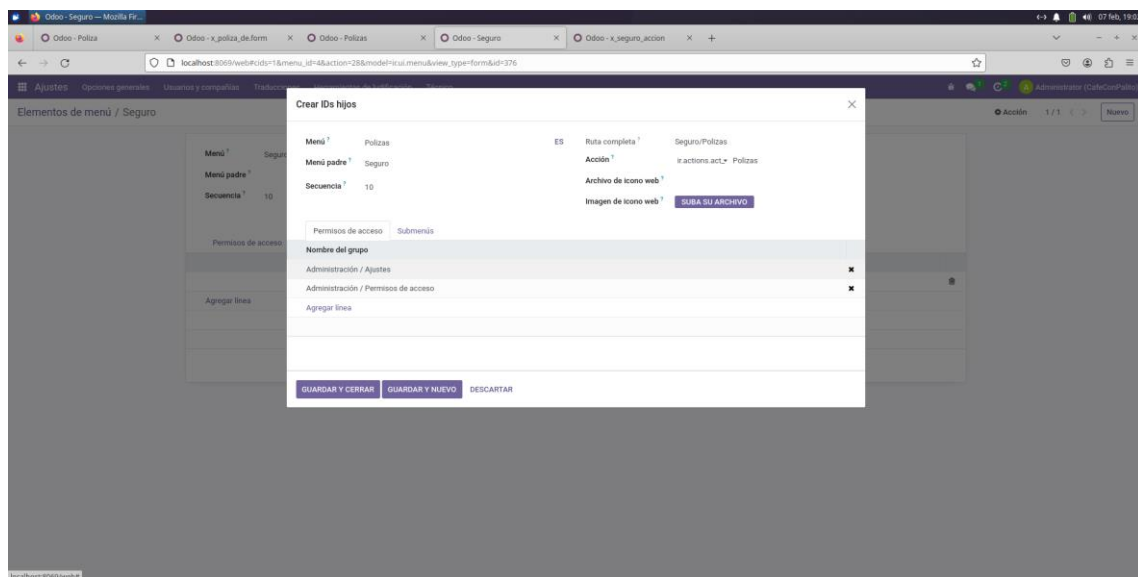 Odoo - Seguro — Mozilla Fir...
07 feb, 19:0
Odoo - Poliza
Odoo - x_poliza_de.form
Odoo - Polizas
Odoo - Seguro
Odoo - x_seguro_accion
localhost:8069/web#cids=1&menu_id=4&action=28&model=ir.ui.menu&view_type=form&id=376
Ajustes Opciones generales Usuarios y compañías Administrator (CafeConPalito)
Elementos de menú / Seguro
Acción 1 / 1 Nuevo
Crear IDs hijos
Menú ? Polizas ES
Menú padre ? Seguro
Secuencia ? 10
Ruta completa ? Seguro/Polizas
Acción ? ir.actions.act_ Polizas
Archivo de icono web ?
Imagen de icono web ? SUBA SU ARCHIVO
Permisos de acceso Submenús
Nombre del grupo
Administración / Ajustes
Administración / Permisos de acceso
Agregar línea
GUARDAR Y CERRAR GUARDAR Y NUEVO DESCARTAR
Menú ?
Menú padre ?
Secuencia ? 10
Permisos de acceso
Agregar línea